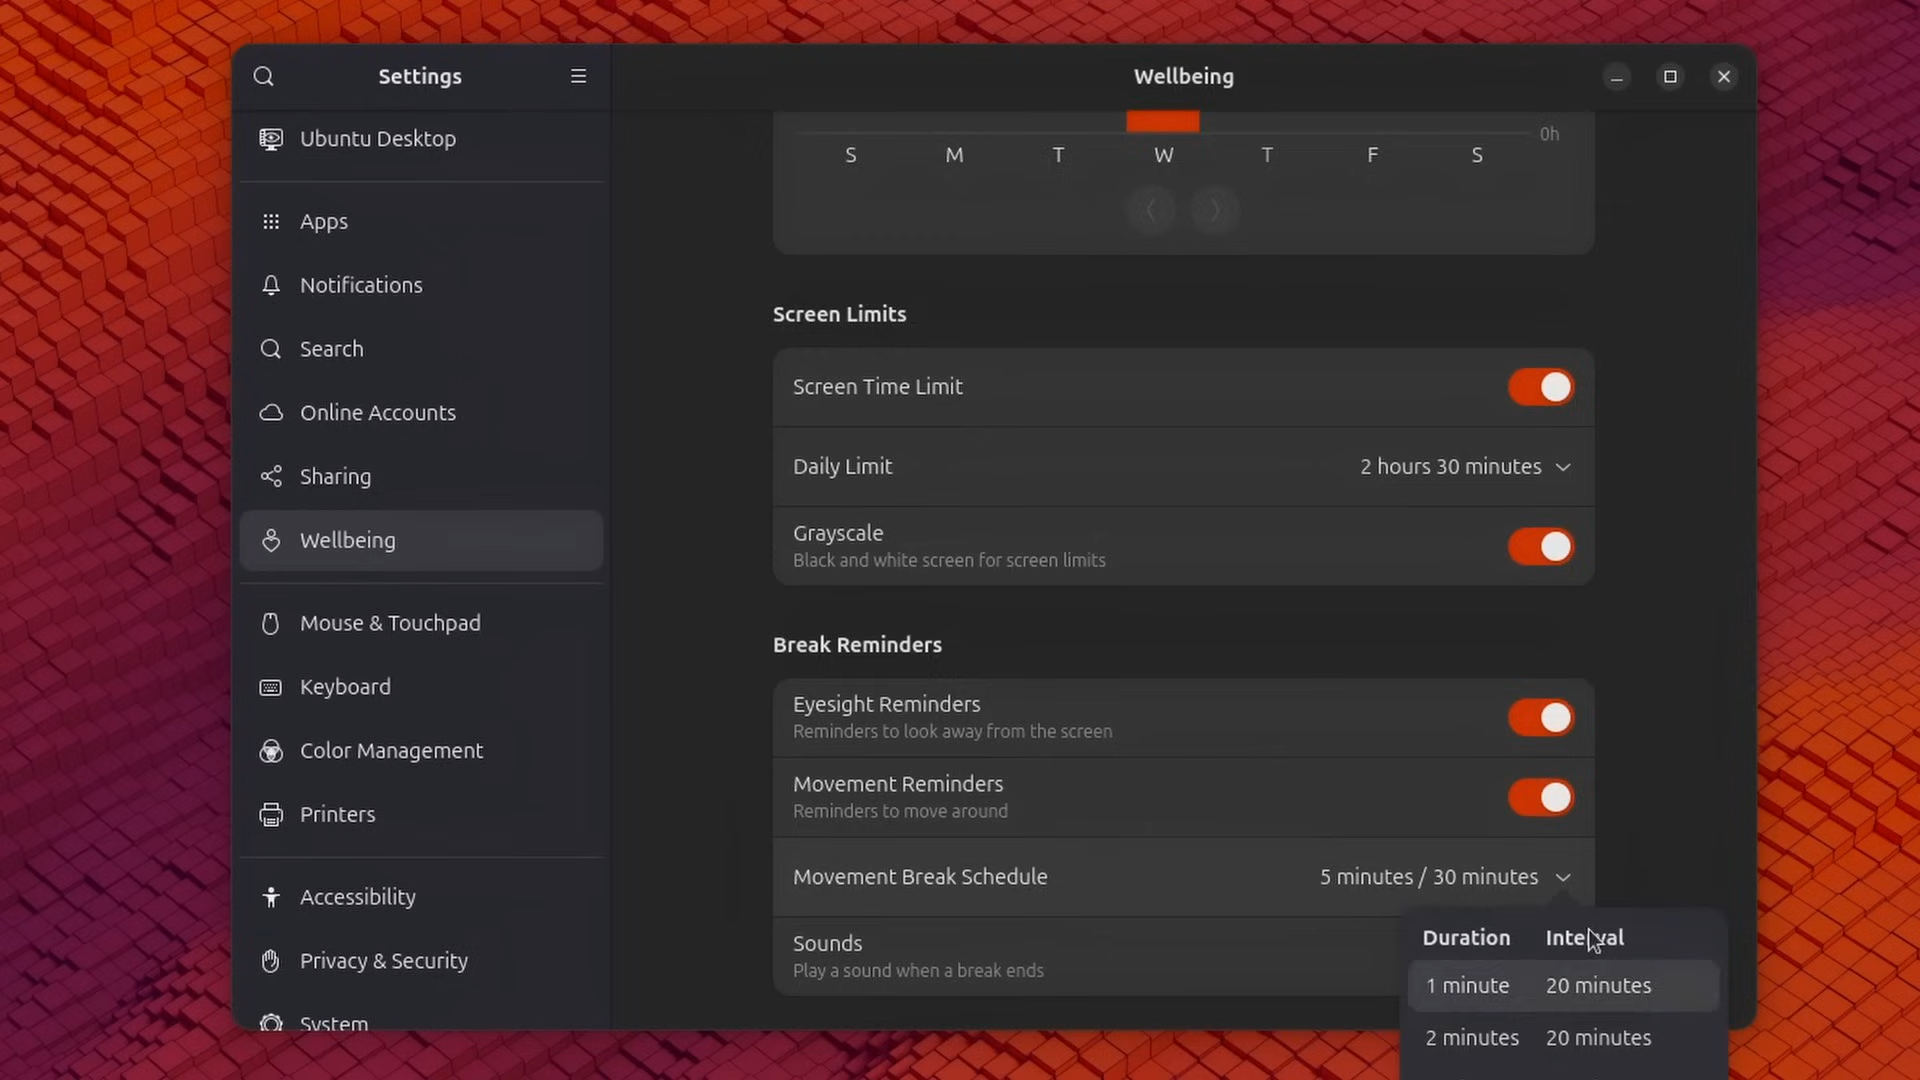 Settings
Wellbeing
Ubuntu Desktop
Apps
Notifications
Search
Online Accounts
Sharing
Wellbeing
Mouse & Touchpad
Keyboard
Color Management
Printers
Accessibility
Privacy & Security
System
0h
S M T W T F S
Screen Limits
Screen Time Limit
Daily Limit 2 hours 30 minutes
Grayscale
Black and white screen for screen limits
Break Reminders
Eyesight Reminders
Reminders to look away from the screen
Movement Reminders
Reminders to move around
Movement Break Schedule 5 minutes / 30 minutes
Sounds
Play a sound when a break ends
Duration Interval
1 minute 20 minutes
2 minutes 20 minutes